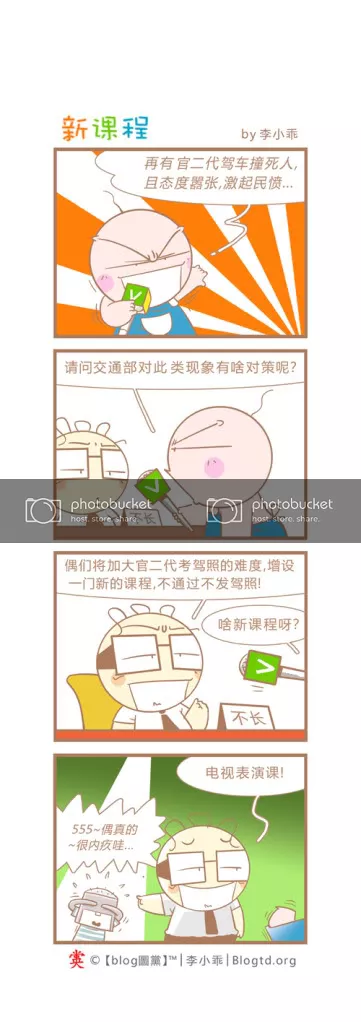 新课程
by 李小乖
再有官二代驾车撞死人,
且态度嚣张,激起民愤...
请问交通部对此类现象有啥对策呢?
不长
photobucket
host. store. share.
photobucket
host. store. share.
偶们将加大官二代考驾照的难度,增设
一门新的课程,不通过不发驾照!
啥新课程呀?
不长
电视表演课!
555~偶真的
~很内疚哇...
©【blog圖黨】™|李小乖|Blogtd.org